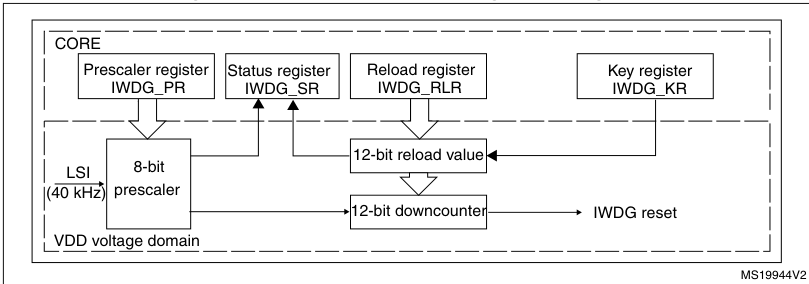 CORE
Prescaler register
IWDG_PR
Status register
IWDG_SR
Reload register
IWDG_RLR
Key register
IWDG_KR
LSI
(40 kHz)
8-bit
prescaler
12-bit reload value
12-bit downcounter
IWDG reset
VDD voltage domain
MS19944V2